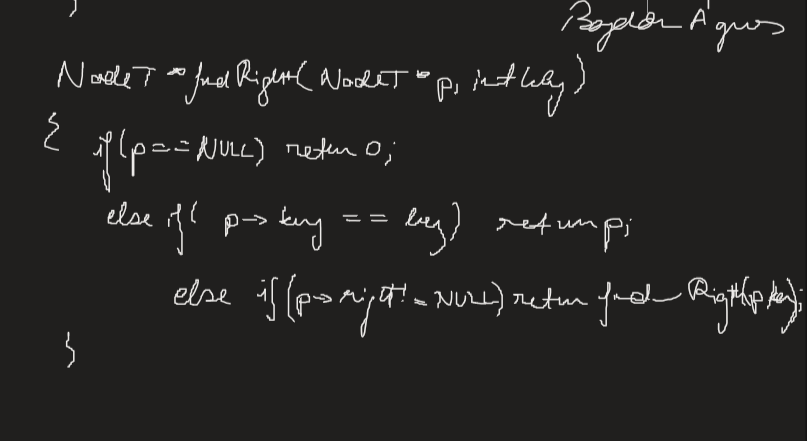 }
Bogdan Agnos
NodeT *findRight(NodeT *p, int key)
{ if(p==NULL) return 0;
else if( p→key == key) return p;
else if(p→right!=NULL) return find_Right(p key);
}